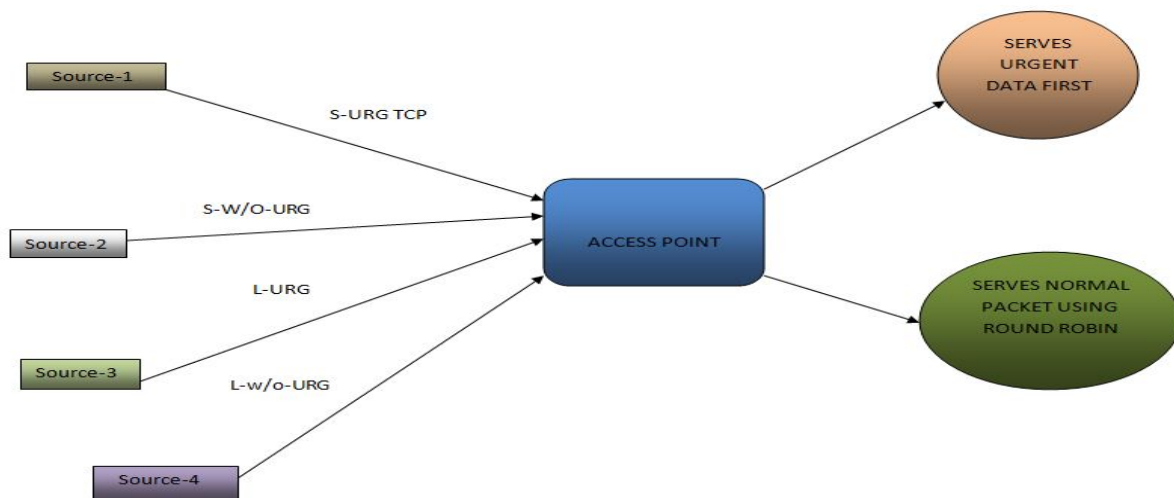 Source-1
S-URG TCP
Source-2
S-W/O-URG
L-URG
Source-3
L-w/o-URG
Source-4
ACCESS POINT
SERVES
URGENT
DATA FIRST
SERVES NORMAL
PACKET USING
ROUND ROBIN